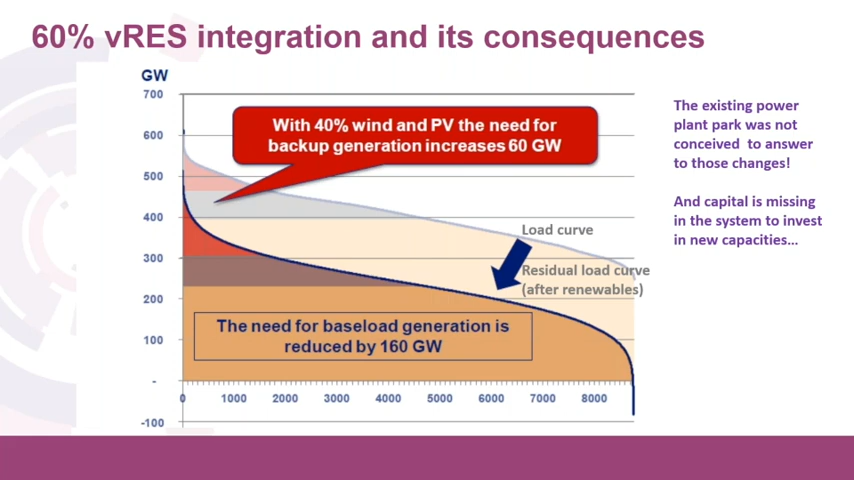 60% vRES integration and its consequences
GW
700
600
500
400
300
200
100
-
-100
0
1000
2000
3000
4000
5000
6000
7000
8000
With 40% wind and PV the need for
backup generation increases 60 GW
Load curve
Residual load curve
(after renewables)
The need for baseload generation is
reduced by 160 GW
The existing power
plant park was not
conceived to answer
to those changes!
And capital is missing
in the system to invest
in new capacities…